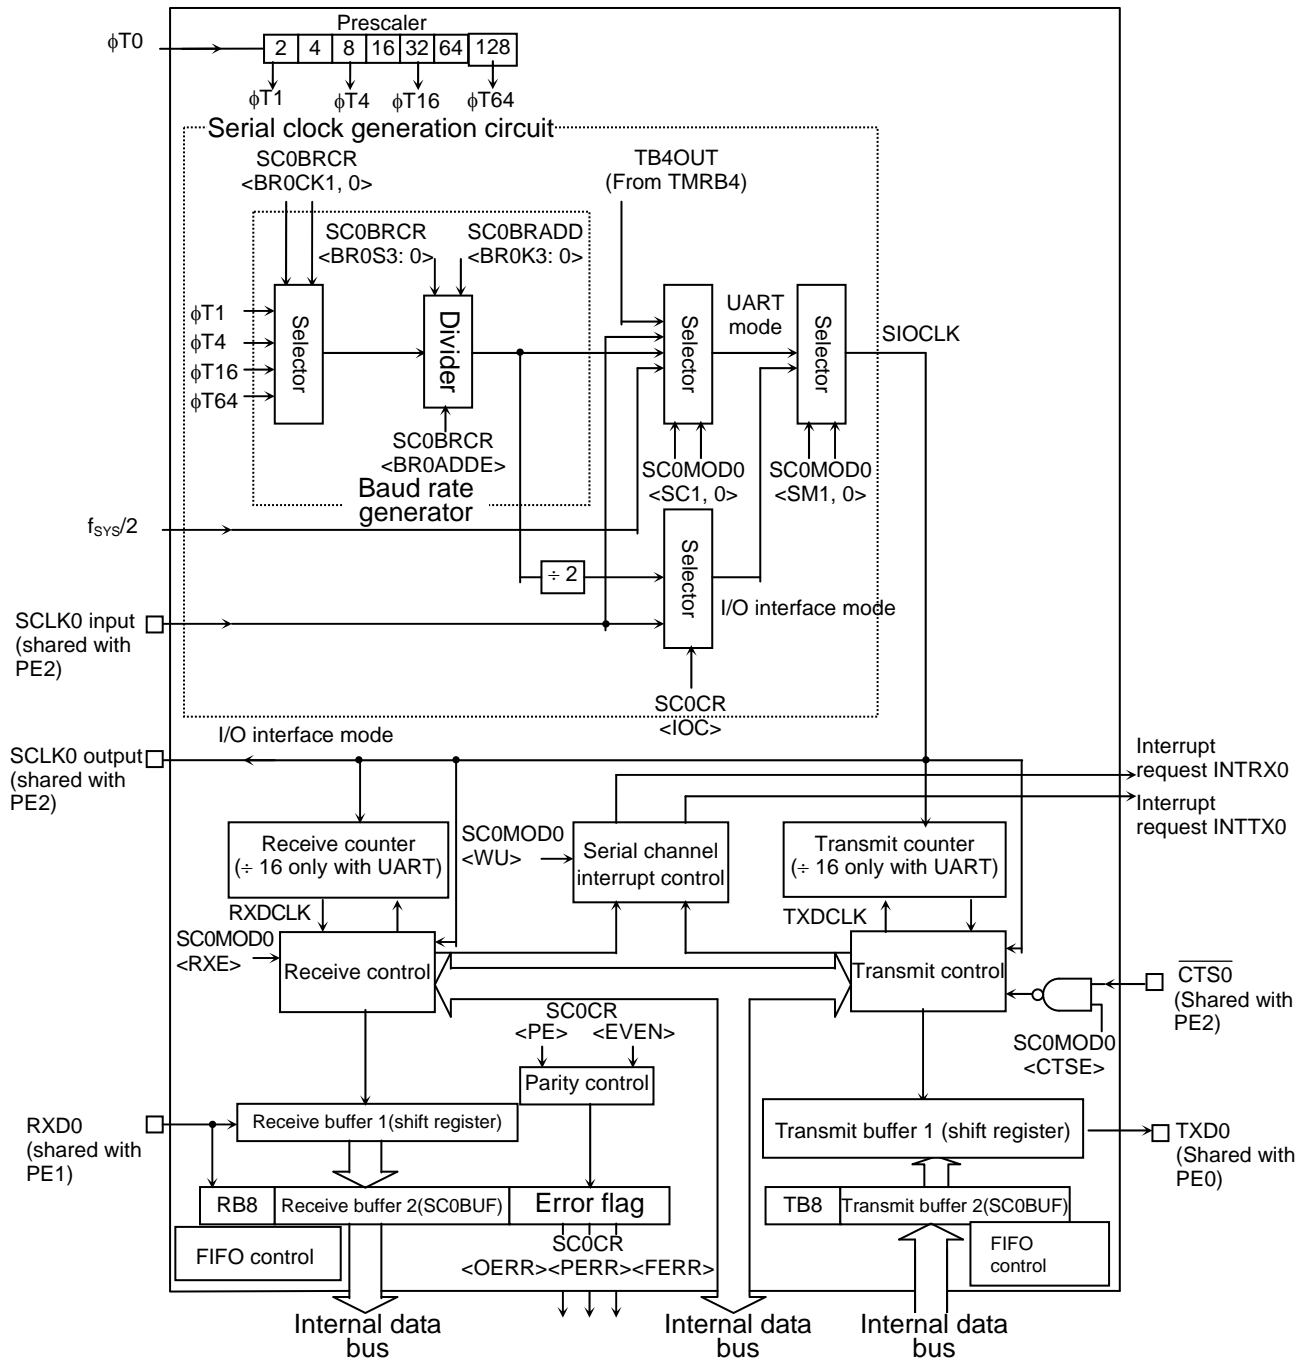 Prescaler
ϕT0
2 4 8 16 32 64 128
ϕT1 ϕT4 ϕT16 ϕT64
Serial clock generation circuit
SC0BRCR
<BR0CK1, 0>
TB4OUT
(From TMRB4)
SC0BRCR
<BR0S3: 0>
SC0BRADD
<BR0K3: 0>
ϕT1
ϕT4
ϕT16
ϕT64
Selector
Divider
Selector
UART
mode
Selector
SIOCLK
SC0BRCR
<BR0ADDE>
Baud rate
generator
SC0MOD0
<SC1, 0>
SC0MOD0
<SM1, 0>
fSYS/2
÷ 2
Selector
I/O interface mode
SCLK0 input
(shared with
PE2)
SC0CR
<IOC>
I/O interface mode
SCLK0 output
(shared with
PE2)
Interrupt
request INTRX0
Interrupt
request INTTX0
Receive counter
(÷ 16 only with UART)
SC0MOD0
<WU>
Serial channel
interrupt control
Transmit counter
(÷ 16 only with UART)
RXDCLK
TXDCLK
SC0MOD0
<RXE>
Receive control
Transmit control
CTS0
(Shared with
PE2)
SC0MOD0
<CTSE>
SC0CR
<PE> <EVEN>
Parity control
RXD0
(shared with
PE1)
Receive buffer 1(shift register)
Transmit buffer 1 (shift register)
TXD0
(Shared with
PE0)
RB8 Receive buffer 2(SC0BUF) Error flag
TB8 Transmit buffer 2(SC0BUF)
FIFO control
SC0CR
<OERR><PERR><FERR>
FIFO
control
Internal data
bus
Internal data
bus
Internal data
bus